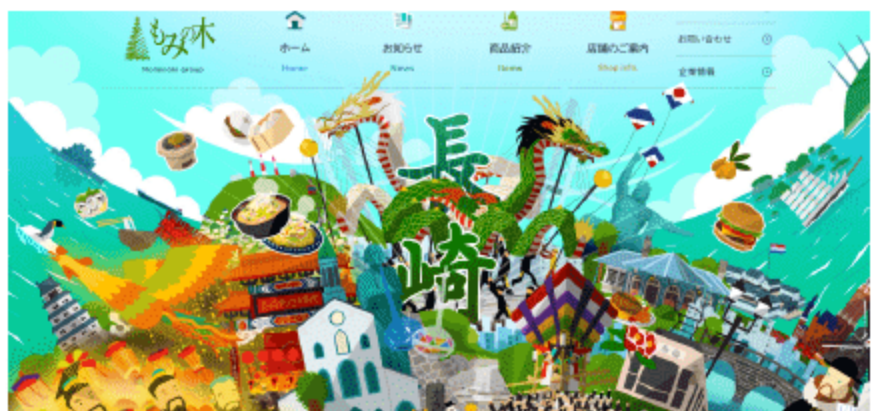 もみの木
Mominoki Group
ホーム
Home
お知らせ
News
商品紹介
Items
店舗のご案内
Shop info
お問い合わせ
企業情報
長
崎